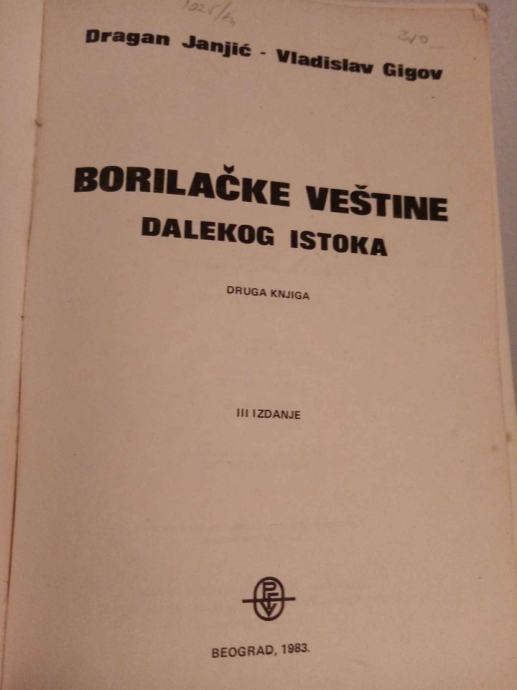 Dragan Janjić - Vladislav Gigov
BORILAČKE VEŠTINE
DALEKOG ISTOKA
DRUGA KNJIGA
III IZDANJE
BEOGRAD, 1983.